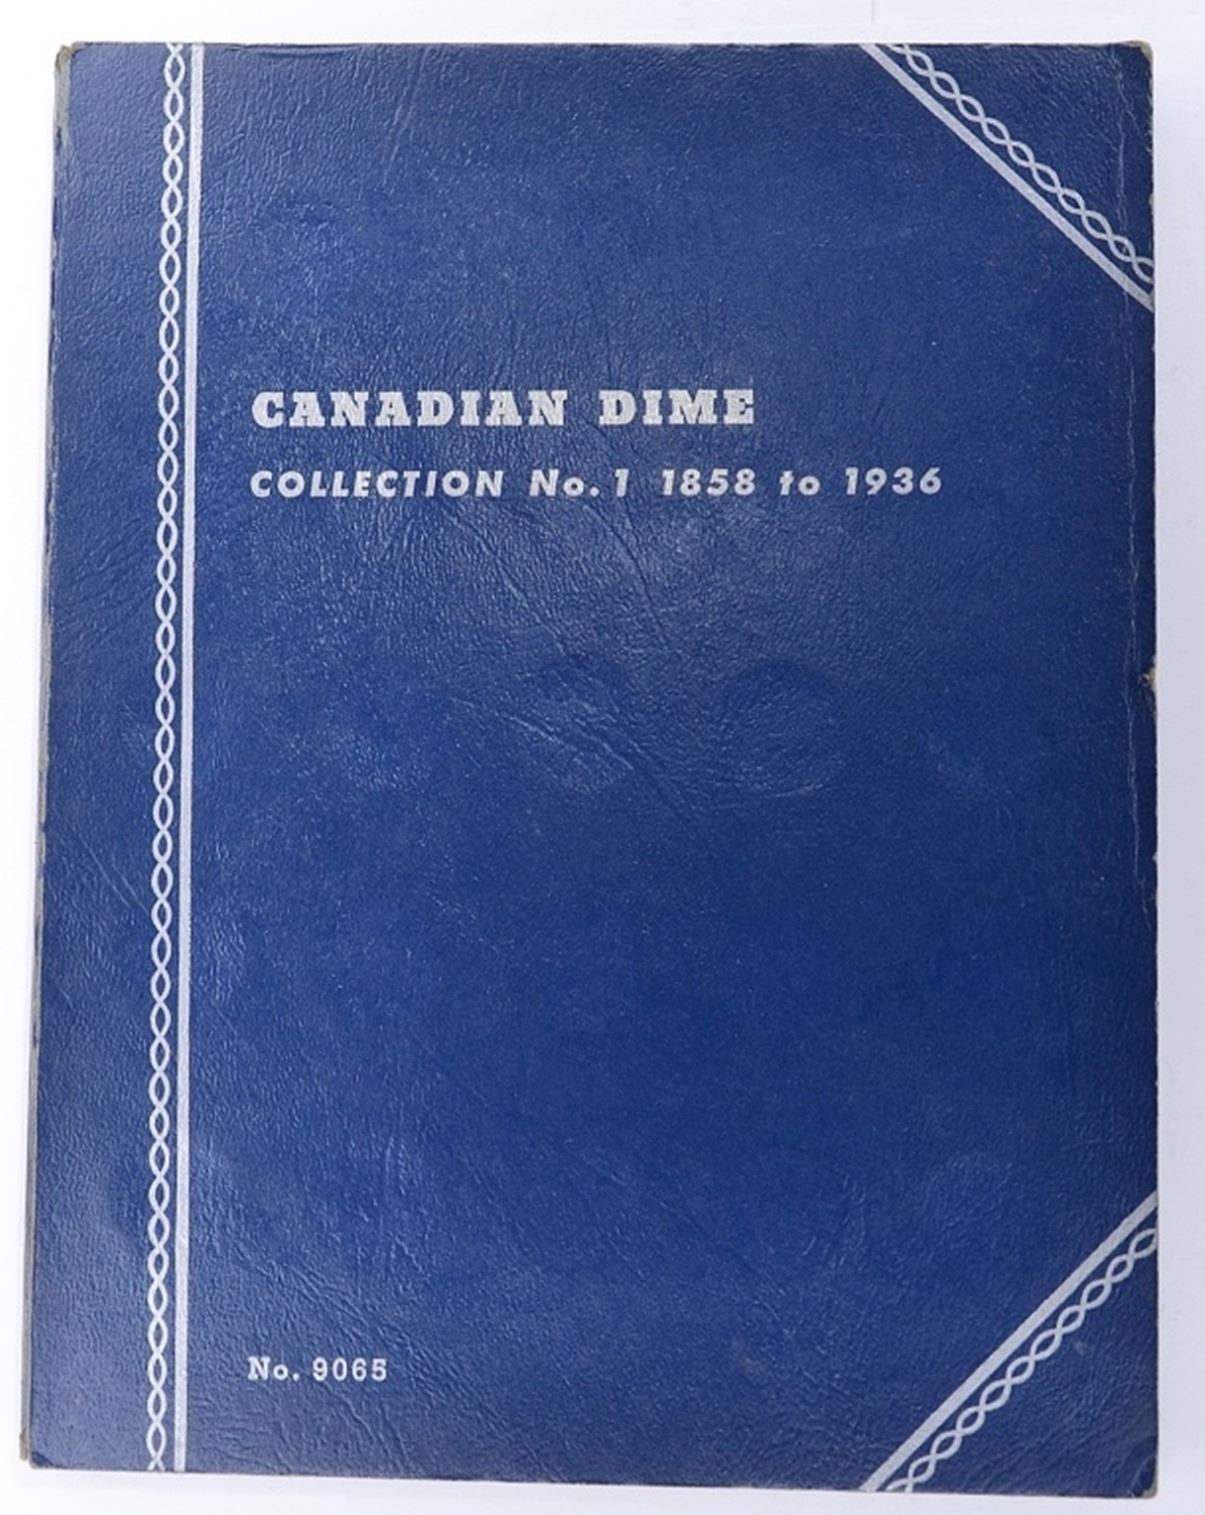 CANADIAN DIME
COLLECTION No. 1 1858 to 1936
No. 9065